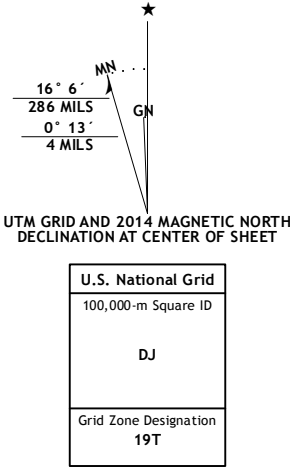 ★
MN
16° 6´
286 MILS
GN
0° 13´
4 MILS
UTM GRID AND 2014 MAGNETIC NORTH
DECLINATION AT CENTER OF SHEET
U.S. National Grid
100,000-m Square ID
DJ
Grid Zone Designation
19T